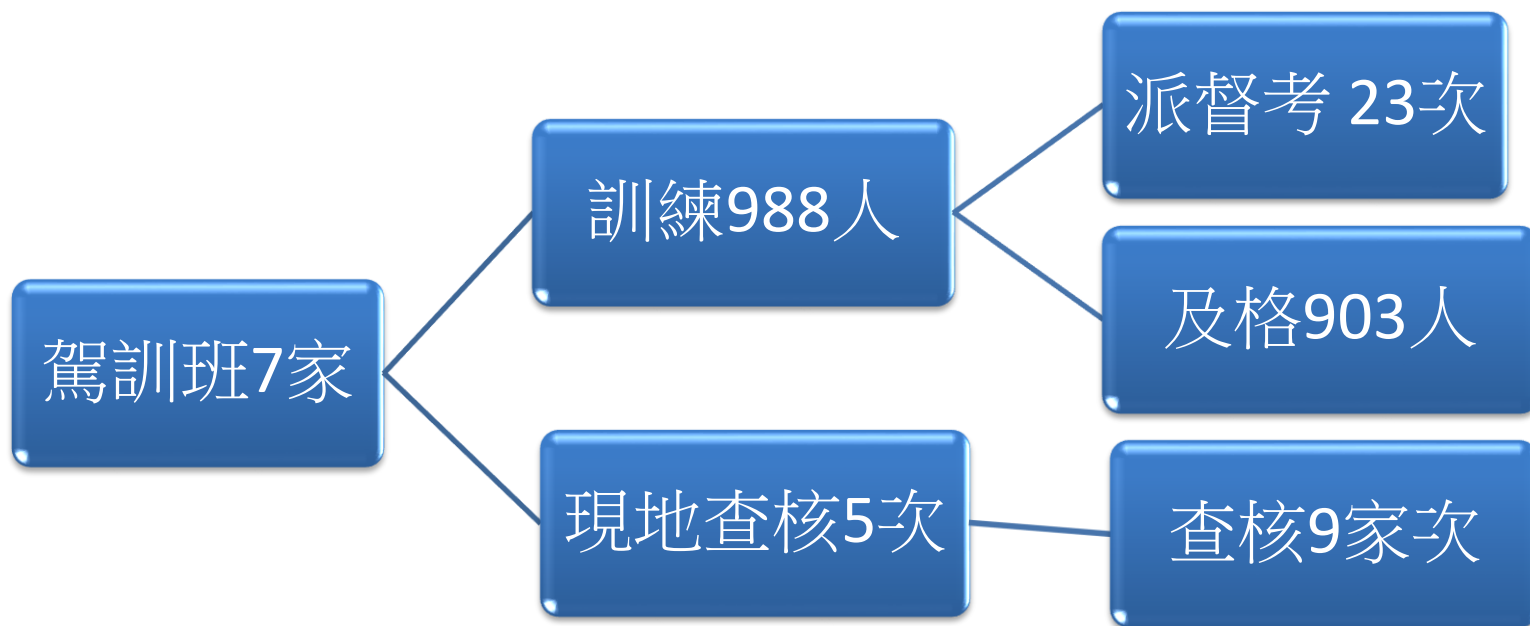 駕訓班7家
訓練988人
派督考 23次
及格903人
現地查核5次
查核9家次